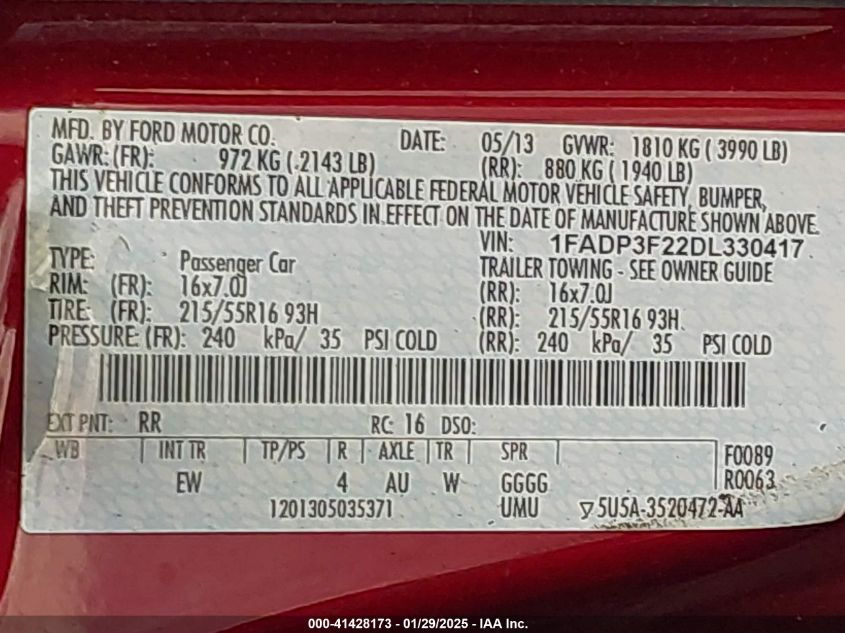 MFD. BY FORD MOTOR CO. DATE: 05/13 GVWR: 1810 KG ( 3990 LB)
GAWR: (FR): 972 KG ( 2143 LB) (RR): 880 KG ( 1940 LB)
THIS VEHICLE CONFORMS TO ALL APPLICABLE FEDERAL MOTOR VEHICLE SAFETY, BUMPER,
AND THEFT PREVENTION STANDARDS IN EFFECT ON THE DATE OF MANUFACTURE SHOWN ABOVE.
VIN: 1FADP3F22DL330417
TYPE: Passenger Car TRAILER TOWING - SEE OWNER GUIDE
RIM: (FR): 16x7.0J (RR): 16x7.0J
TIRE: (FR): 215/55R16 93H (RR): 215/55R16 93H
PRESSURE: (FR): 240 kPa/ 35 PSI COLD (RR): 240 kPa/ 35 PSI COLD
EXT PNT: RR RC: 16 DSO:
WB INT TR TP/PS R AXLE TR SPR F0089
EW 4 AU W GGGG R0063
1201305035371 UMU ▽5U5A-3520472-AA
000-41428173 - 01/29/2025 - IAA Inc.